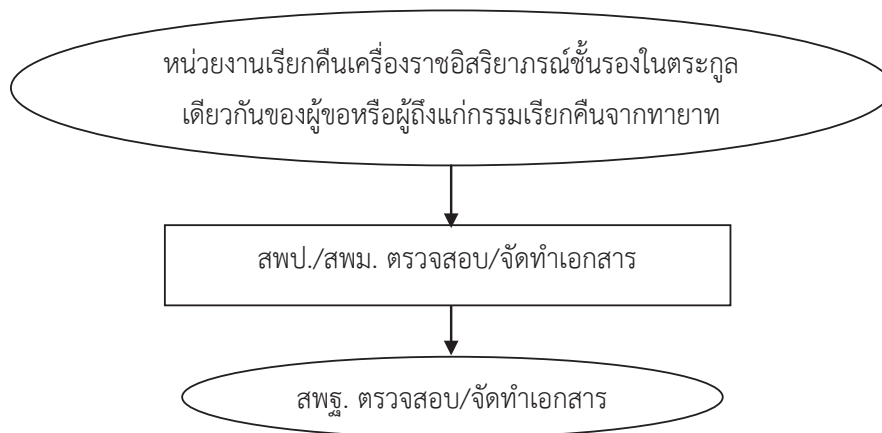 หน่วยงานเรียกคืนเครื่องราชอิสริยาภรณ์ชั้นรองในตระกูล
เดียวกันของผู้ขอหรือผู้ถึงแก่กรรมเรียกคืนจากทายาท
สพป./สพม. ตรวจสอบ/จัดทำเอกสาร
สพฐ. ตรวจสอบ/จัดทำเอกสาร